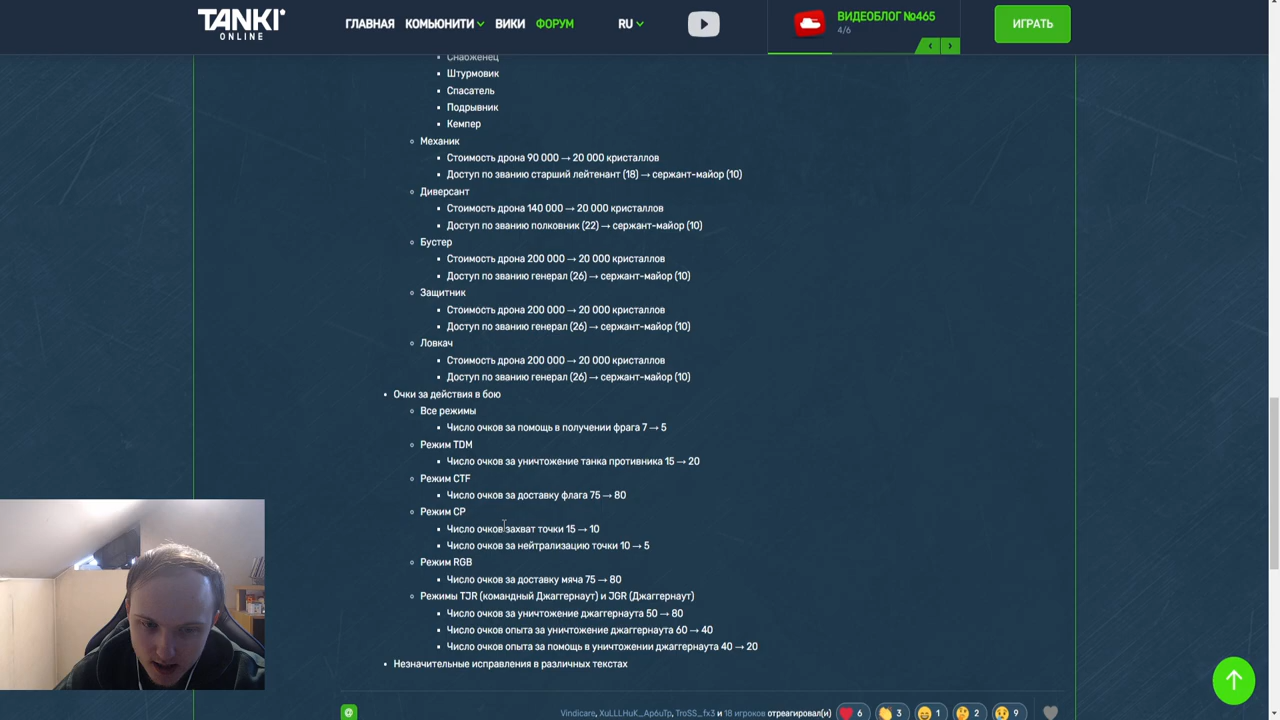 TANKI
ONLINE
ГЛАВНАЯ
КОМЬЮНИТИ
ВИКИ
ФОРУМ
RU
ВИДЕОБЛОГ №465
4/6
ИГРАТЬ
Снабженец
Штурмовик
Спасатель
Подрывник
Кемпер
Механик
Стоимость дрона 90 000 → 20 000 кристаллов
Доступ по званию старший лейтенант (18) → сержант-майор (10)
Диверсант
Стоимость дрона 140 000 → 20 000 кристаллов
Доступ по званию полковник (22) → сержант-майор (10)
Бустер
Стоимость дрона 200 000 → 20 000 кристаллов
Доступ по званию генерал (26) → сержант-майор (10)
Защитник
Стоимость дрона 200 000 → 20 000 кристаллов
Доступ по званию генерал (26) → сержант-майор (10)
Ловкач
Стоимость дрона 200 000 → 20 000 кристаллов
Доступ по званию генерал (26) → сержант-майор (10)
Очки за действия в бою
Все режимы
Число очков за помощь в получении фрага 7 → 5
Режим TDM
Число очков за уничтожение танка противника 15 → 20
Режим CTF
Число очков за доставку флага 75 → 80
Режим CP
Число очков захват точки 15 → 10
Число очков за нейтрализацию точки 10 → 5
Режим RGB
Число очков за доставку мяча 75 → 80
Режимы TJR (командный Джаггернаут) и JGR (Джаггернаут)
Число очков за уничтожение джаггернаута 50 → 80
Число очков опыта за уничтожение джаггернаута 60 → 40
Число очков опыта за помощь в уничтожении джаггернаута 40 → 20
Незначительные исправления в различных текстах
Vindicare, XuLLLHuK_Ap6uTp, TroSS_fx3 и 18 игроков отреагировал(и)
6
3
1
2
9